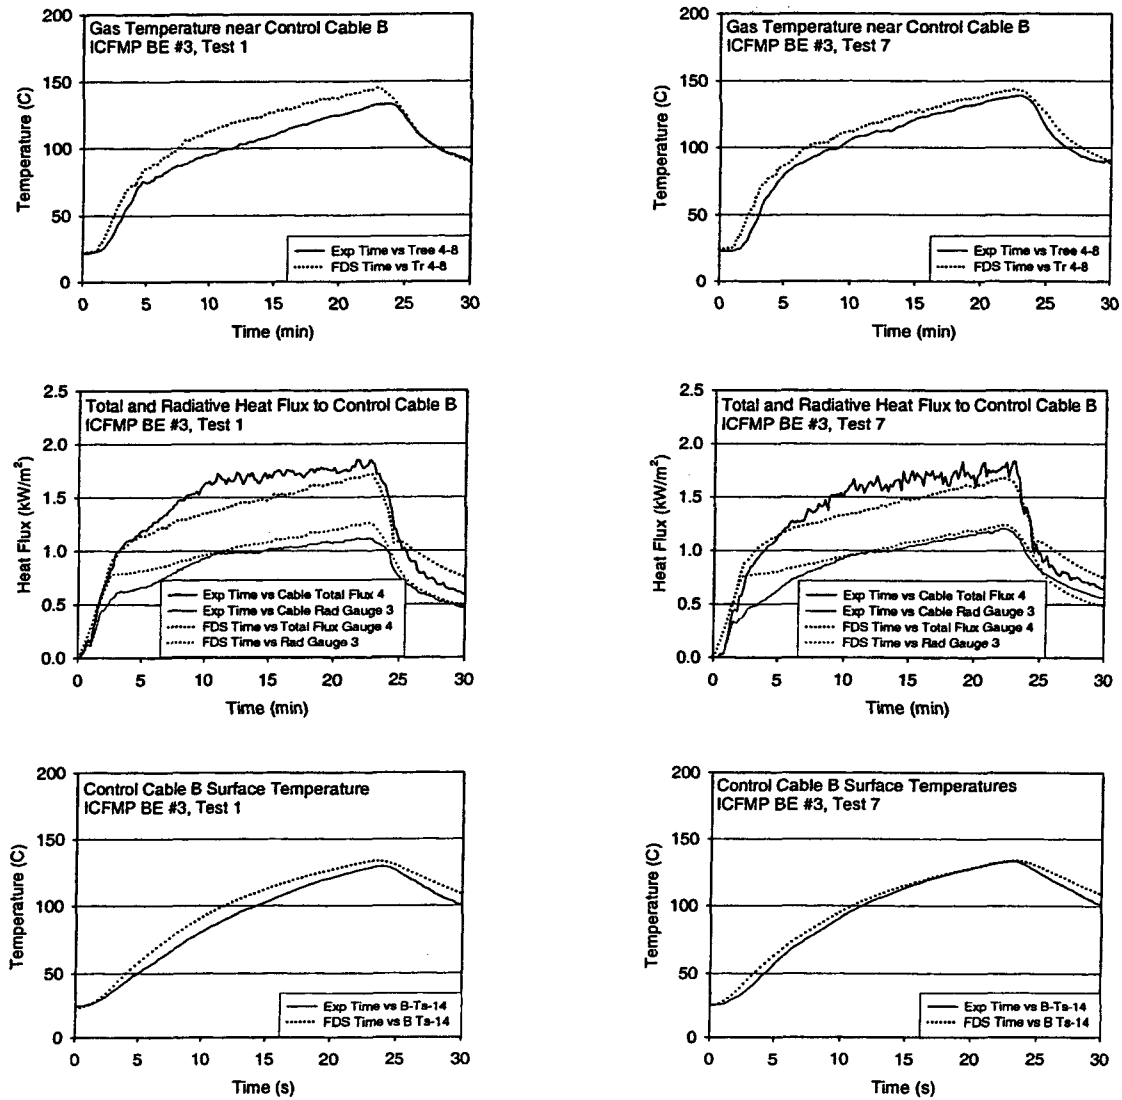 Gas Temperature near Control Cable B
ICFMP BE #3, Test 1
Temperature (C)
200
150
100
50
0
Exp Time vs Tree 4-8
FDS Time vs Tr 4-8
0 5 10 15 20 25 30
Time (min)
Gas Temperature near Control Cable B
ICFMP BE #3, Test 7
Temperature (C)
200
150
100
50
0
Exp Time vs Tree 4-8
FDS Time vs Tr 4-8
0 5 10 15 20 25 30
Time (min)
Total and Radiative Heat Flux to Control Cable B
ICFMP BE #3, Test 1
Heat Flux (kW/m²)
2.5
2.0
1.5
1.0
0.5
0.0
Exp Time vs Cable Total Flux 4
Exp Time vs Cable Rad Gauge 3
FDS Time vs Total Flux Gauge 4
FDS Time vs Rad Gauge 3
0 5 10 15 20 25 30
Time (min)
Total and Radiative Heat Flux to Control Cable B
ICFMP BE #3, Test 7
Heat Flux (kW/m²)
2.5
2.0
1.5
1.0
0.5
0.0
Exp Time vs Cable Total Flux 4
Exp Time vs Cable Rad Gauge 3
FDS Time vs Total Flux Gauge 4
FDS Time vs Rad Gauge 3
0 5 10 15 20 25 30
Time (min)
Control Cable B Surface Temperature
ICFMP BE #3, Test 1
Temperature (C)
200
150
100
50
0
Exp Time vs B-Ts-14
FDS Time vs B Ts-14
0 5 10 15 20 25 30
Time (s)
Control Cable B Surface Temperatures
ICFMP BE #3, Test 7
Temperature (C)
200
150
100
50
0
Exp Time vs B-Ts-14
FDS Time vs B Ts-14
0 5 10 15 20 25 30
Time (s)